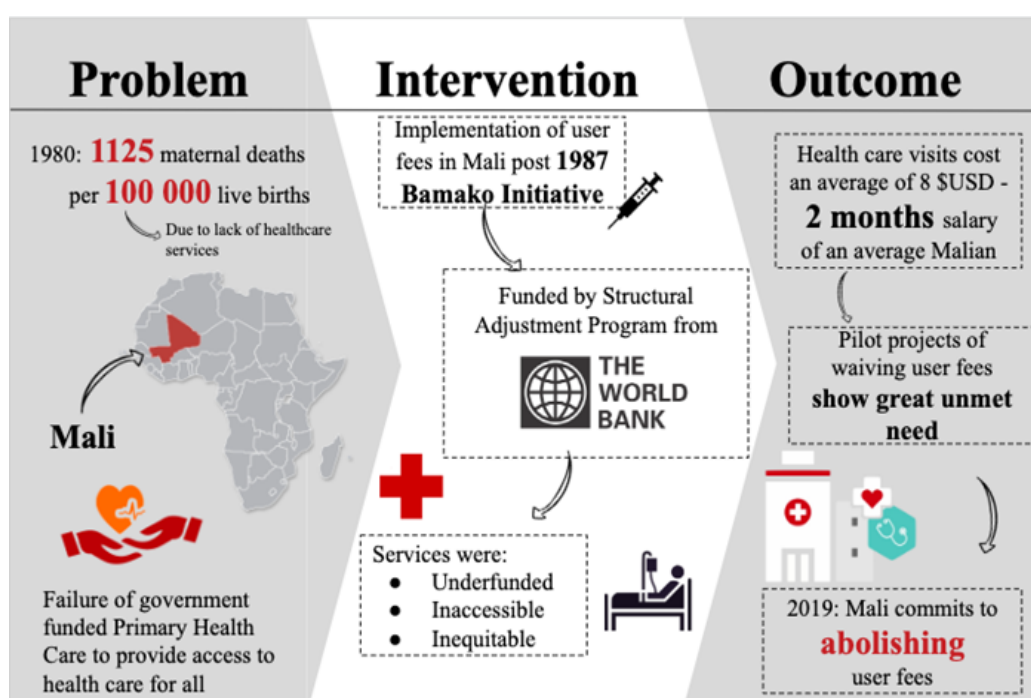 Problem
1980: 1125 maternal deaths
per 100 000 live births
Due to lack of healthcare
services
Mali
Failure of government
funded Primary Health
Care to provide access to
health care for all
Intervention
Implementation of user
fees in Mali post 1987
Bamako Initiative
Funded by Structural
Adjustment Program from
THE
WORLD
BANK
Services were:
● Underfunded
● Inaccessible
● Inequitable
Outcome
Health care visits cost
an average of 8 $USD -
2 months salary
of an average Malian
Pilot projects of
waiving user fees
show great unmet
need
2019: Mali commits to
abolishing
user fees